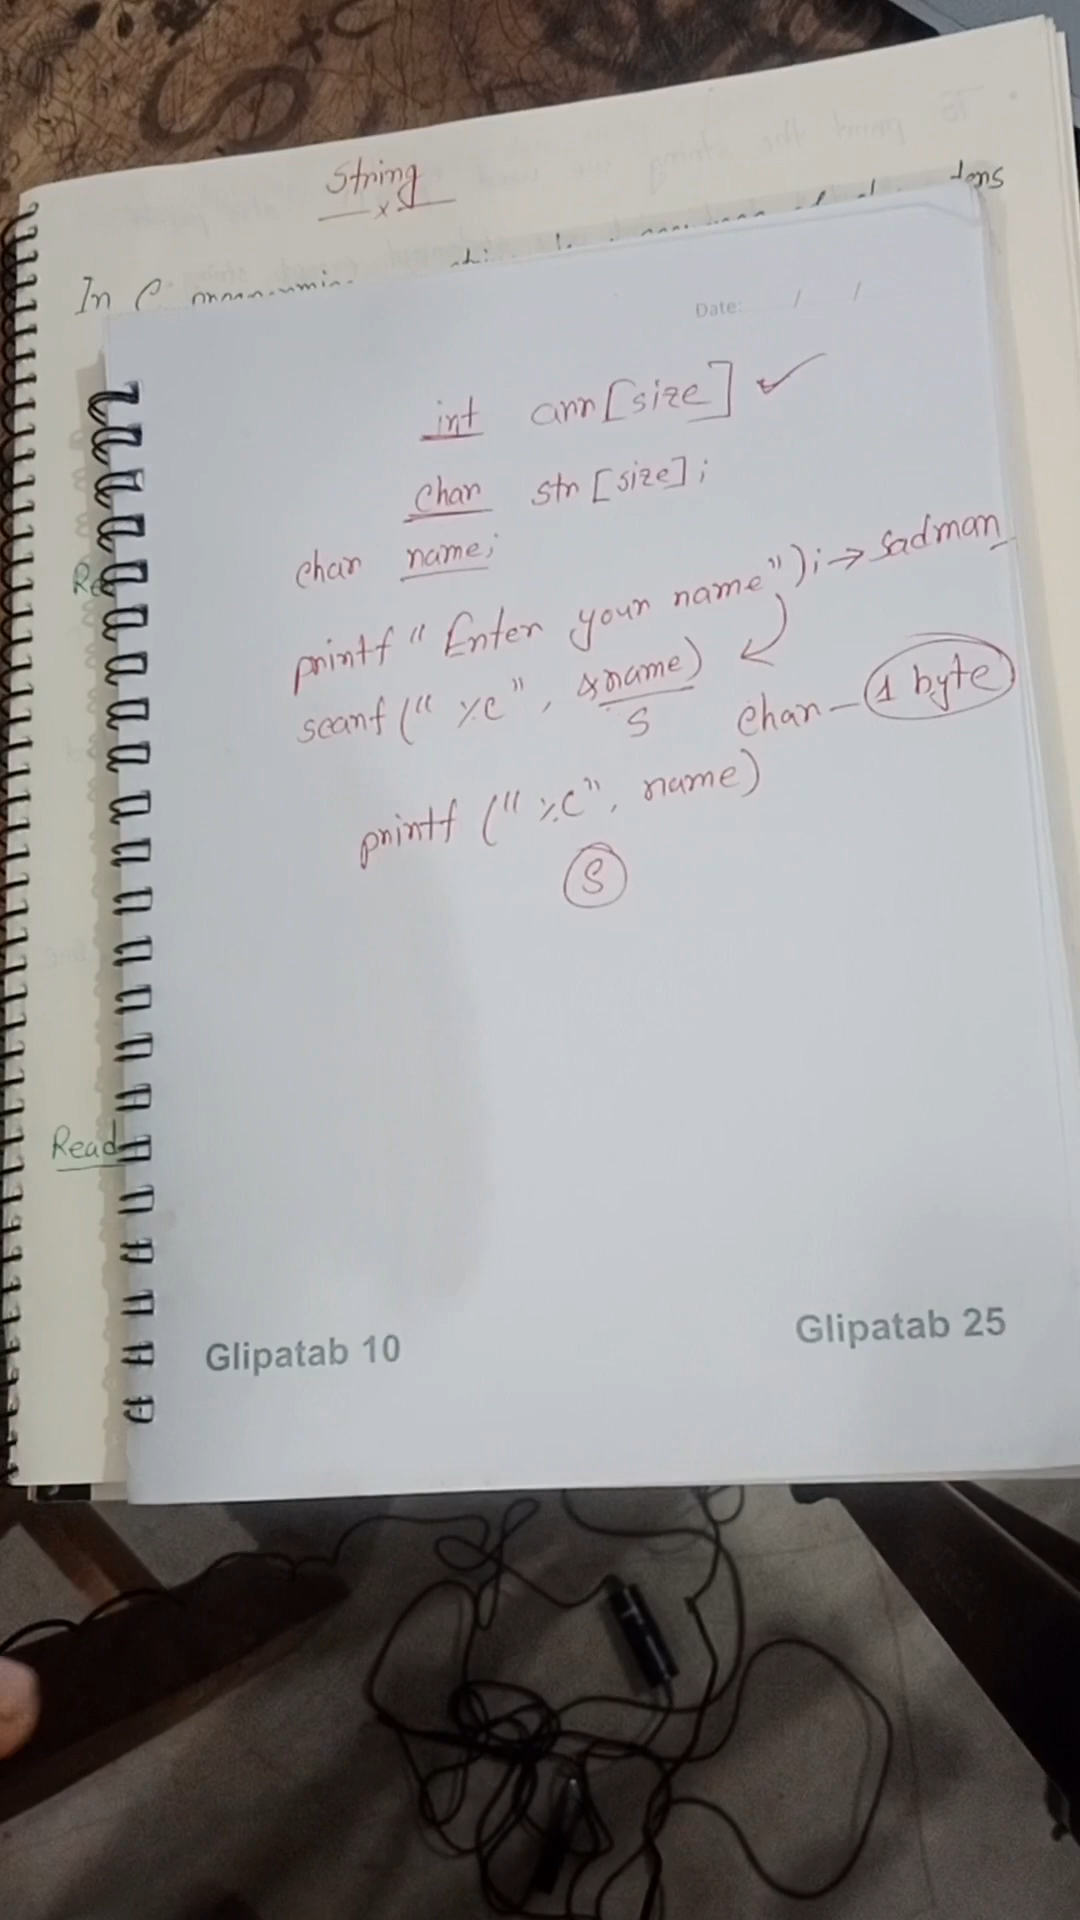 String
In C
tons
Date: / /
int arr[size] ✓
char str[size];
char name;
printf "Enter your name"); → Sadman
scanf("%c", &name)
S
char - 1 byte
printf ("%c", name)
S
Read
Glipatab 10
Glipatab 25